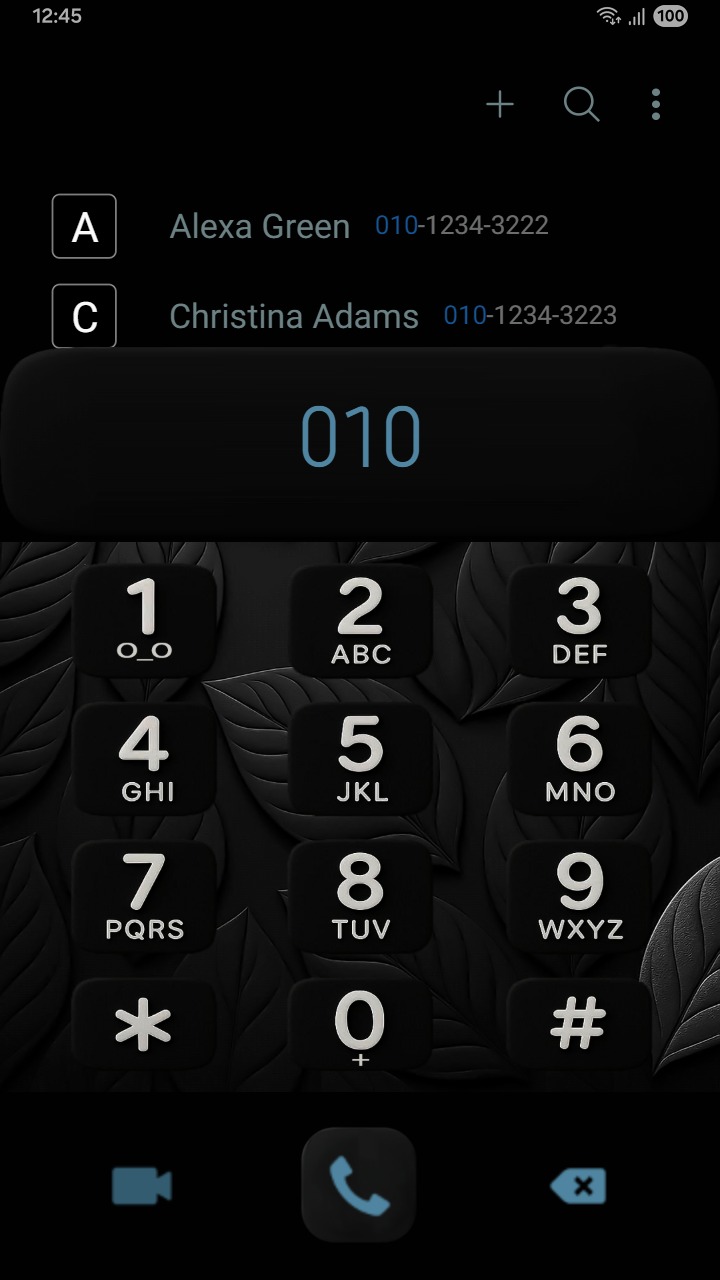 12:45 100
A Alexa Green 010-1234-3222
C Christina Adams 010-1234-3223
010
1 2 3
O_O ABC DEF
4 5 6
GHI JKL MNO
7 8 9
PQRS TUV WXYZ
* 0 #
+